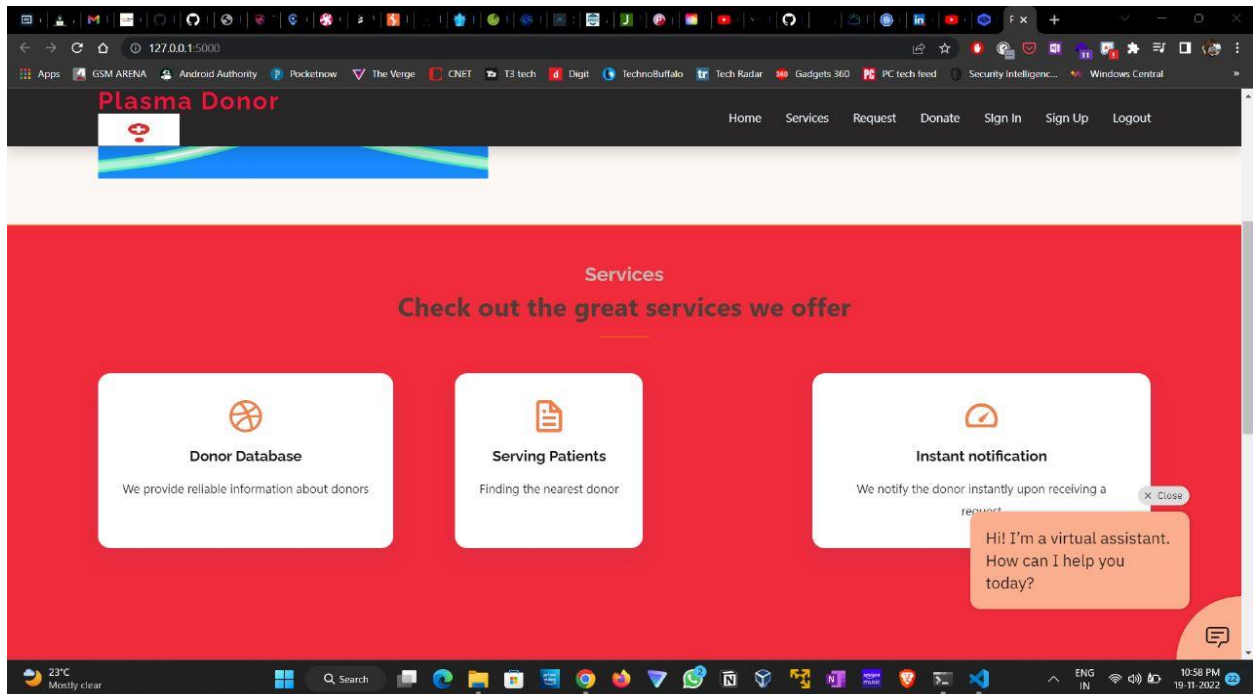 127.0.0.1:5000
Apps GSM ARENA Android Authority Pocketnow The Verge CNET T3 tech Digit TechnoBuffalo Tech Radar Gadgets 360 PC tech feed Security Intelligenc... Windows Central »
Plasma Donor
Home Services Request Donate SIgn In Sign Up Logout
Services
Check out the great services we offer
Donor Database Serving Patients Instant notification
We provide reliable information about donors Finding the nearest donor We notify the donor instantly upon receiving a
request
× Close
Hi! I'm a virtual assistant.
How can I help you
today?
23°C
Mostly clear
Search
ENG
IN
10:58 PM
19-11-2022
22